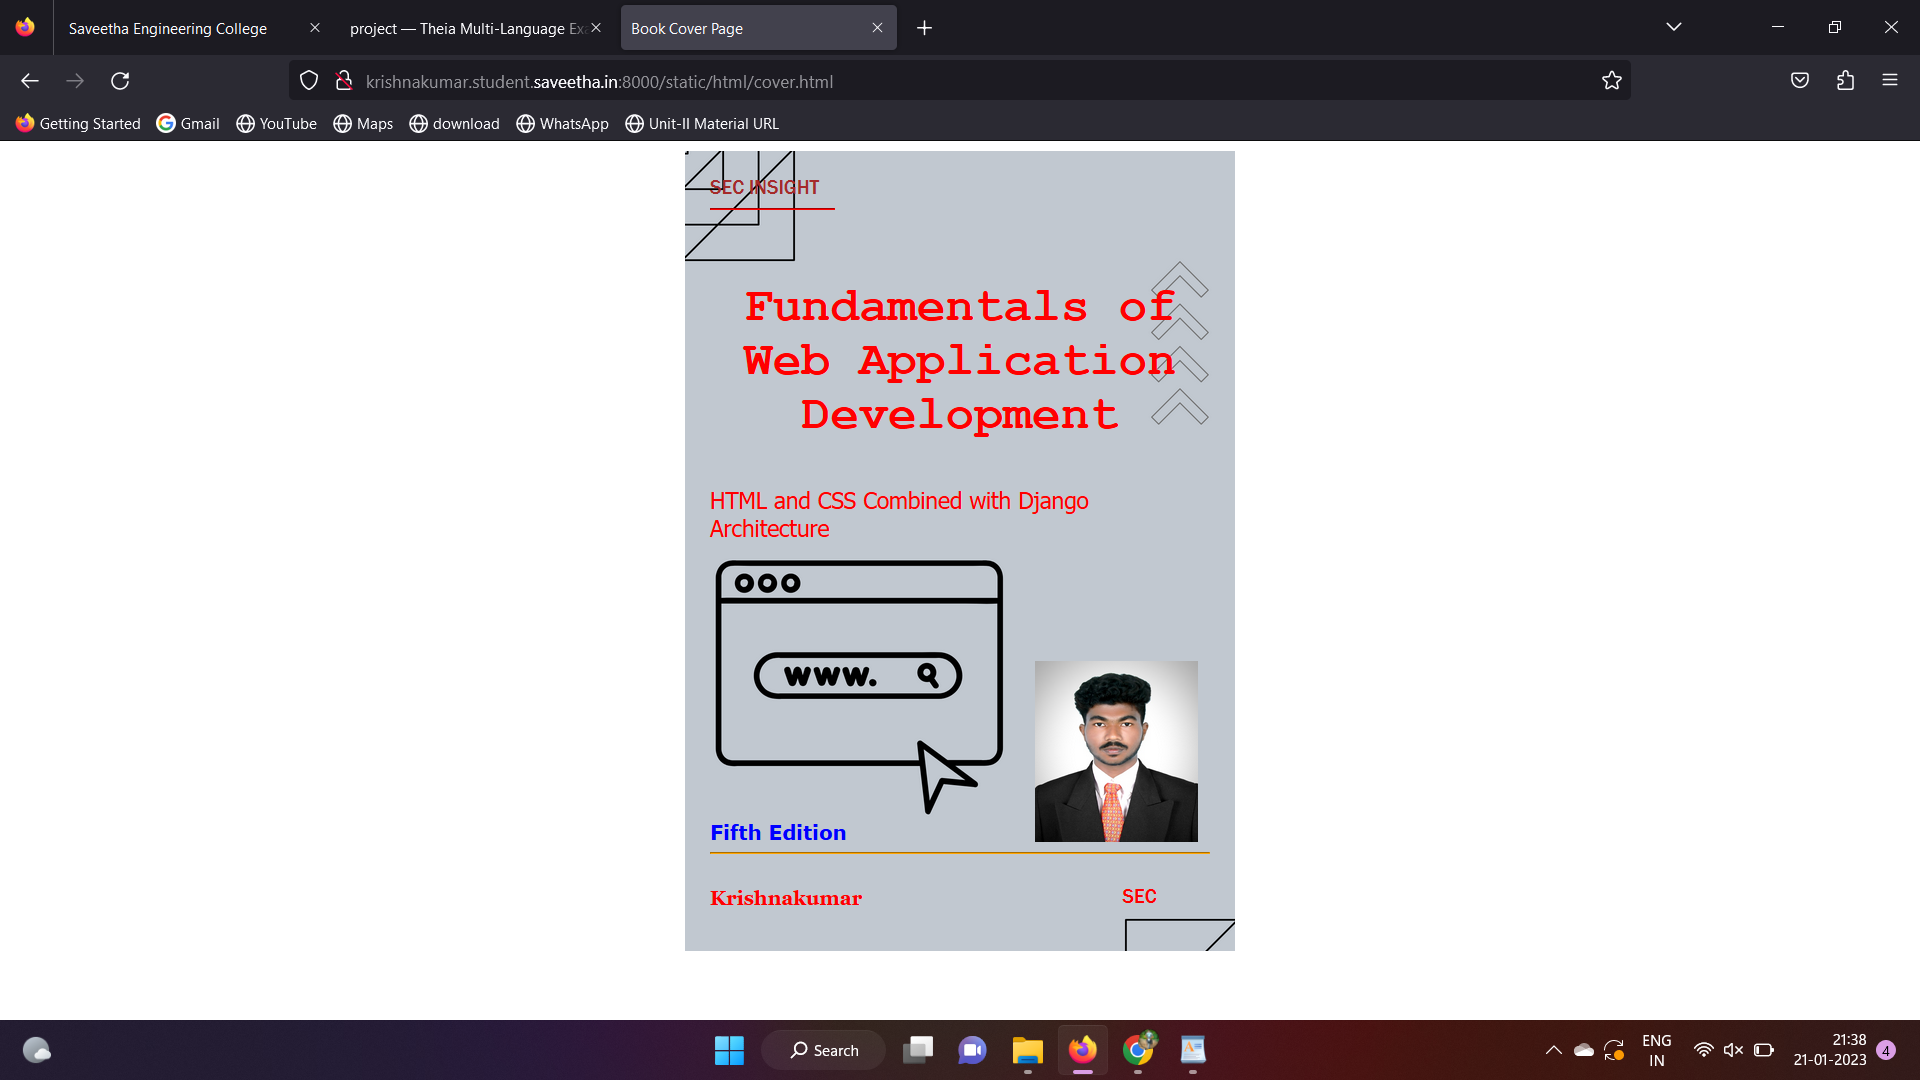 Saveetha Engineering College
project — Theia Multi-Language Exa
Book Cover Page
krishnakumar.student.saveetha.in:8000/static/html/cover.html
Getting Started
Gmail
YouTube
Maps
download
WhatsApp
Unit-II Material URL
SEC INSIGHT
Fundamentals of
Web Application
Development
HTML and CSS Combined with Django
Architecture
www.
Fifth Edition
Krishnakumar
SEC
Search
ENG
IN
21:38
21-01-2023
4